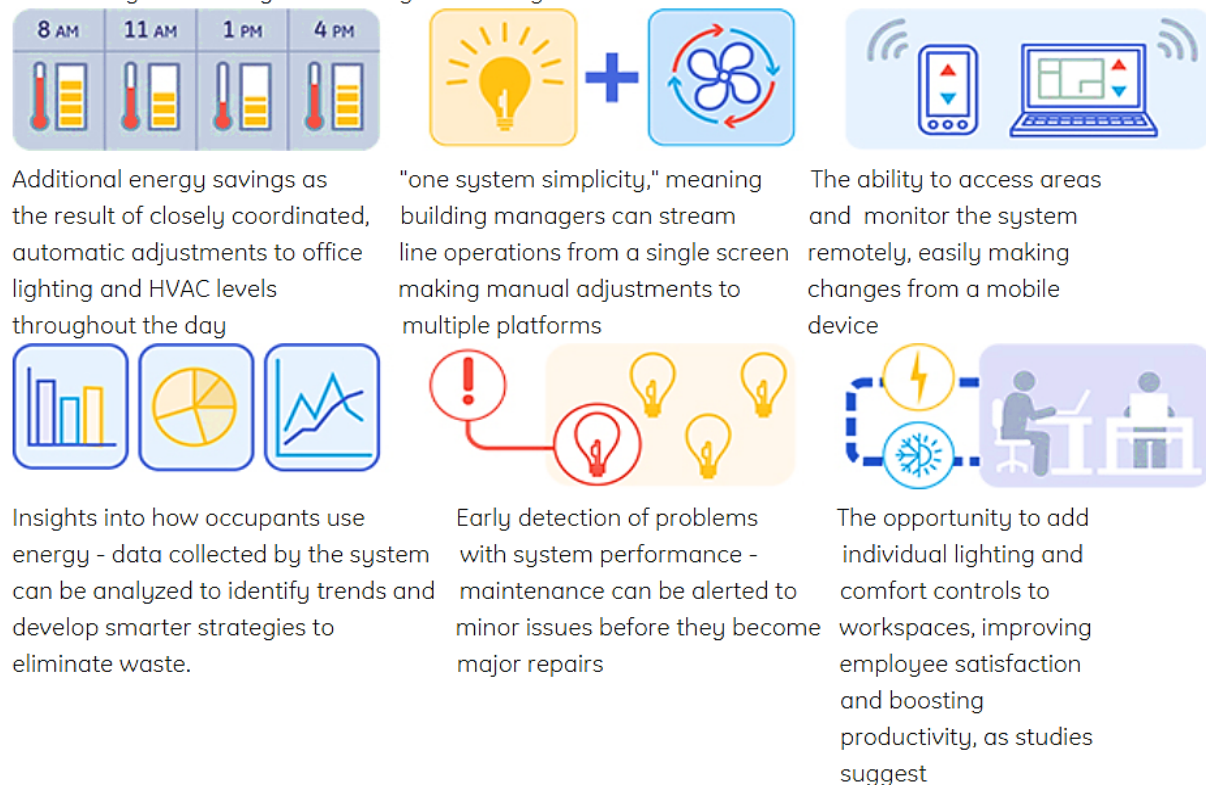 8 AM 11 AM 1 PM 4 PM
Additional energy savings as
the result of closely coordinated,
automatic adjustments to office
lighting and HVAC levels
throughout the day
"one system simplicity," meaning
building managers can stream
line operations from a single screen
making manual adjustments to
multiple platforms
The ability to access areas
and monitor the system
remotely, easily making
changes from a mobile
device
Insights into how occupants use
energy - data collected by the system
can be analyzed to identify trends and
develop smarter strategies to
eliminate waste.
Early detection of problems
with system performance -
maintenance can be alerted to
minor issues before they become
major repairs
The opportunity to add
individual lighting and
comfort controls to
workspaces, improving
employee satisfaction
and boosting
productivity, as studies
suggest